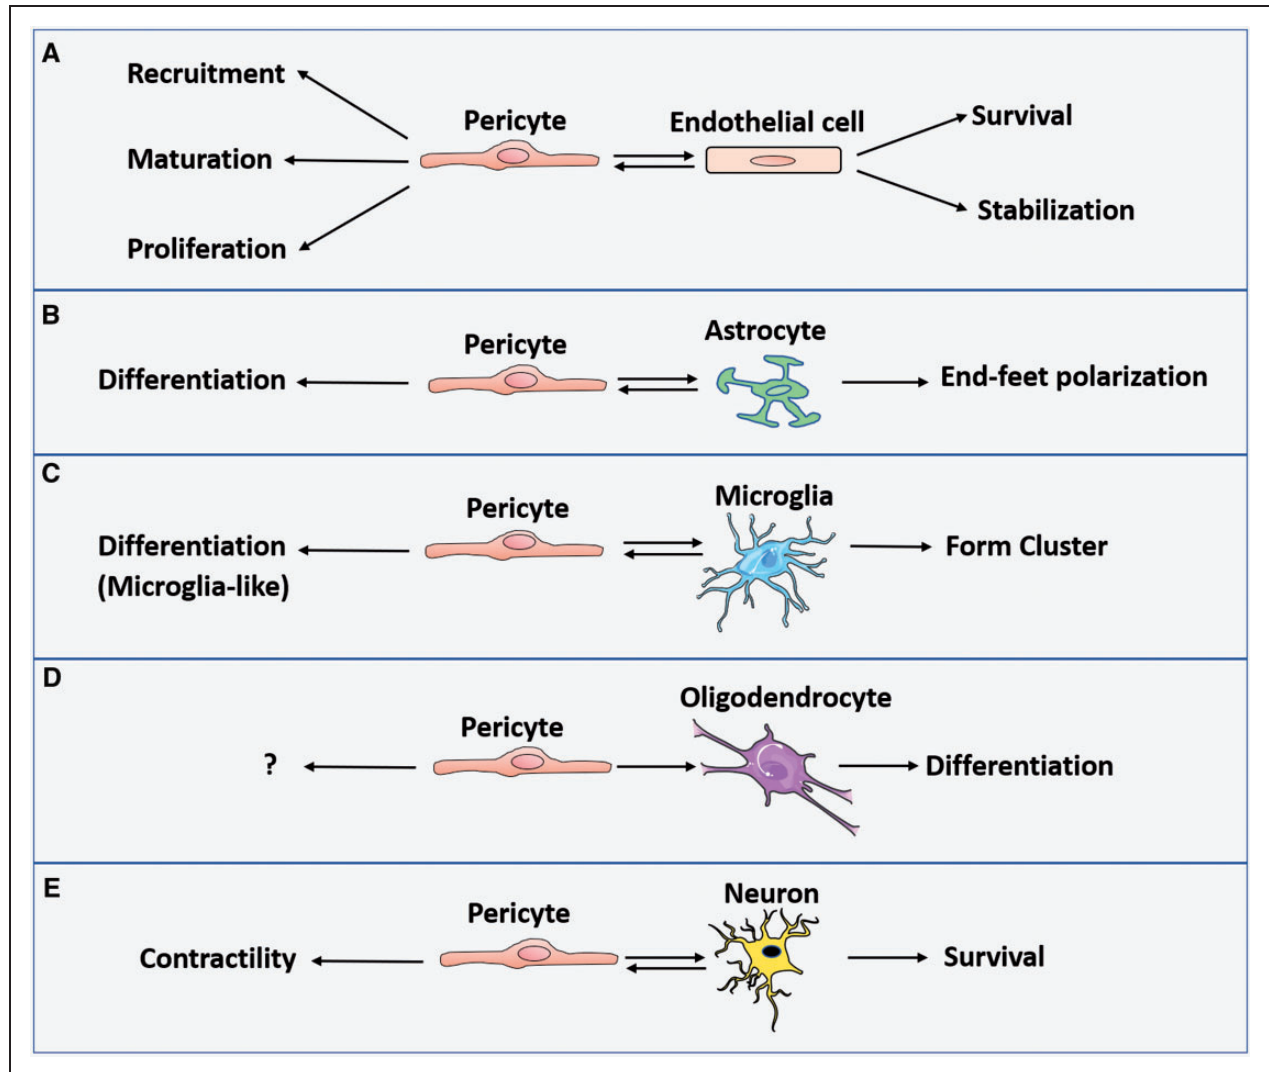 A
Recruitment
Pericyte
Endothelial cell
Survival
Maturation
Stabilization
Proliferation
B
Astrocyte
Pericyte
Differentiation
End-feet polarization
C
Microglia
Pericyte
Differentiation
(Microglia-like)
Form Cluster
D
Oligodendrocyte
Pericyte
?
Differentiation
E
Neuron
Pericyte
Contractility
Survival